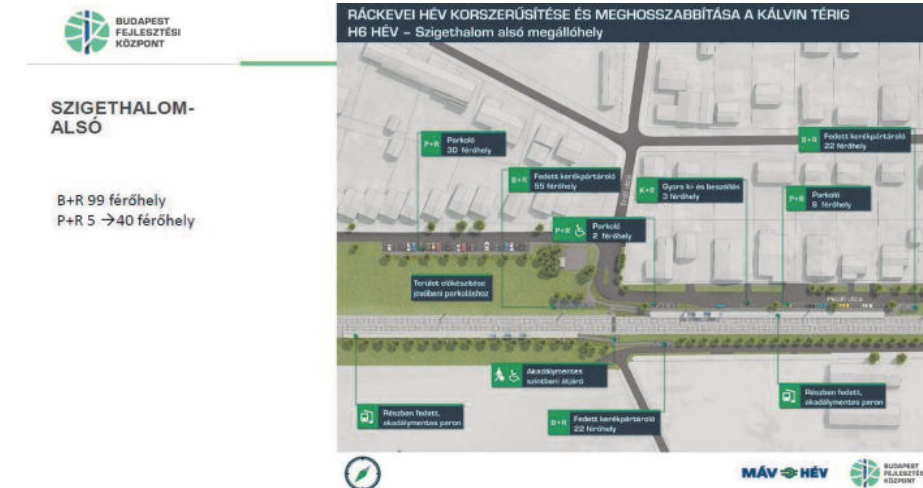 BUDAPEST
FEJLESZTÉSI
KÖZPONT
SZIGETHALOM-
ALSÓ
B+R 99 férőhely
P+R 5 →40 férőhely
RÁCKEVEI HÉV KORSZERŰSÍTÉSE ÉS MEGHOSSZABBÍTÁSA A KÁLVIN TÉRIG
H6 HÉV – Szigethalom alsó megállóhely
P+R Parkoló
30 férőhely
B+R Fedett kerékpártároló
22 férőhely
B+R Fedett kerékpártároló
55 férőhely
K+R Gyors ki- és beszállás
3 férőhely
P+R Parkoló
8 férőhely
P+R Parkoló
2 férőhely
Terület előkészítése
jövőbeni parkoláshoz
Akadálymentes
szintbeni átjáró
Részben fedett,
akadálymentes peron
B+R Fedett kerékpártároló
22 férőhely
Részben fedett,
akadálymentes peron
MÁV HÉV
BUDAPEST
FEJLESZTÉSI
KÖZPONT